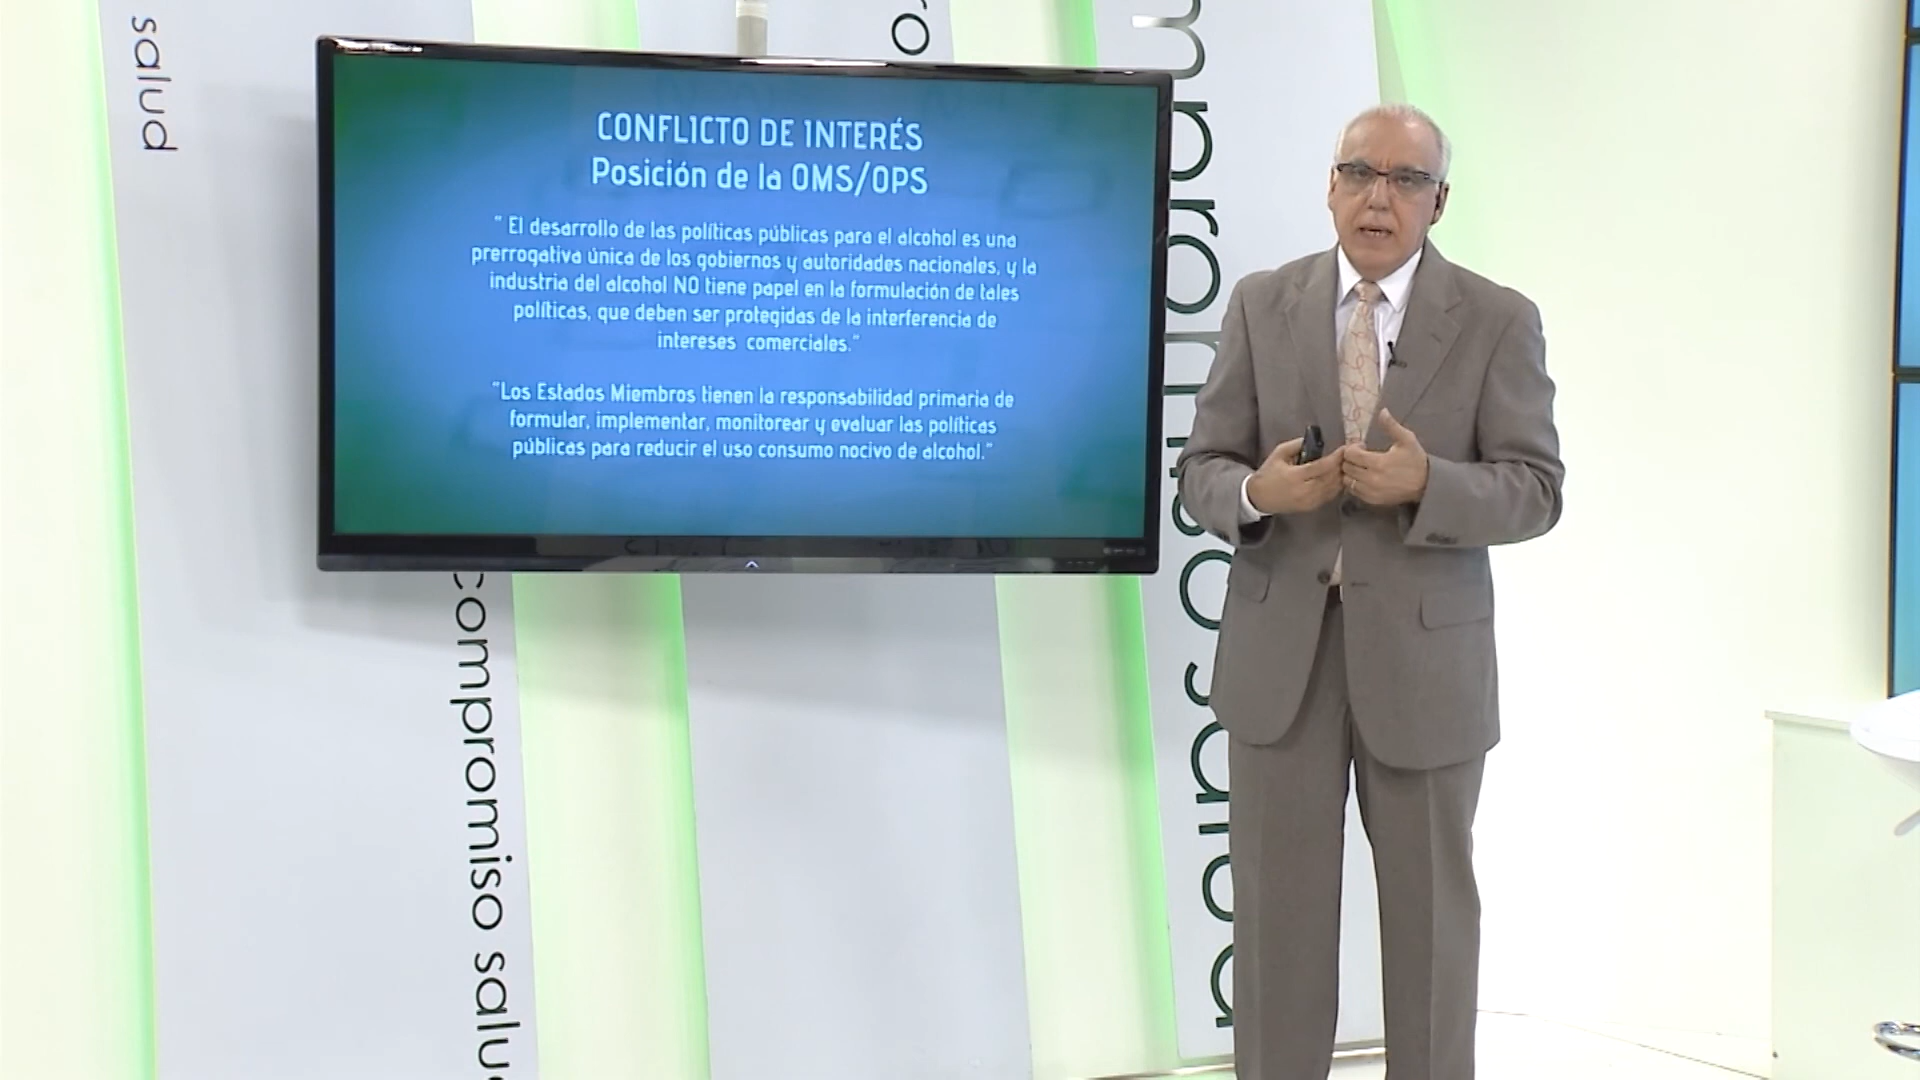 salud
ro
CONFLICTO DE INTERÉS
Posición de la OMS/OPS
" El desarrollo de las políticas públicas para el alcohol es una
prerrogativa única de los gobiernos y autoridades nacionales, y la
industria del alcohol NO tiene papel en la formulación de tales
políticas, que deben ser protegidas de la interferencia de
intereses comerciales."
"Los Estados Miembros tienen la responsabilidad primaria de
formular, implementar, monitorear y evaluar las políticas
públicas para reducir el uso consumo nocivo de alcohol."
compromiso salud
mpromiso salud